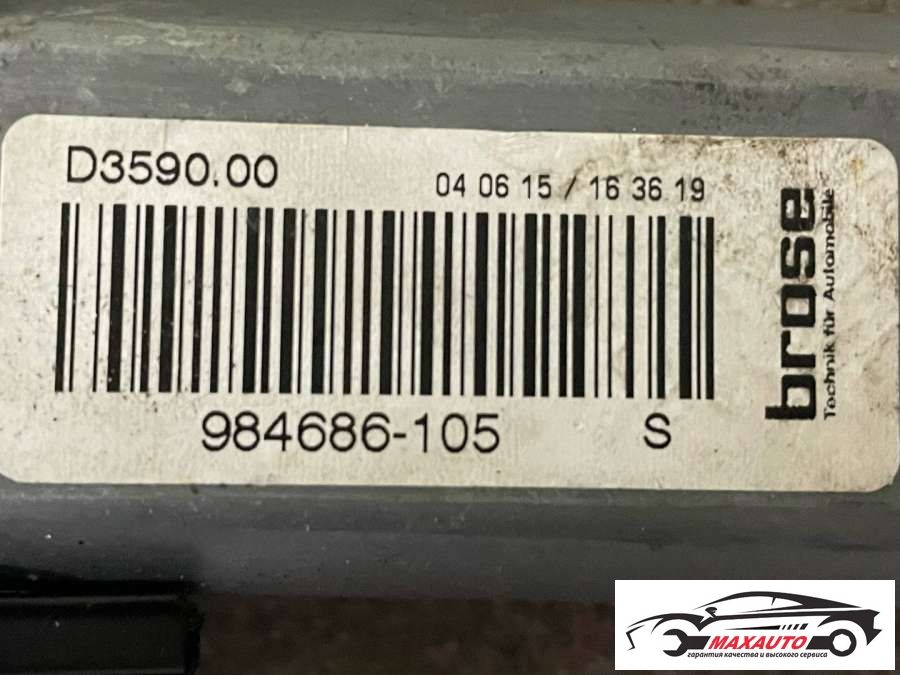 D3590.00
04 06 15 / 16 36 19
984686-105 S
brose
Technik für Automobile
MAXAUTO
гарантия качества и высокого сервиса